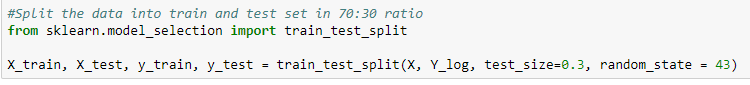 #Split the data into train and test set in 70:30 ratio
from sklearn.model_selection import train_test_split
X_train, X_test, y_train, y_test = train_test_split(X, Y_log, test_size=0.3, random_state = 43)